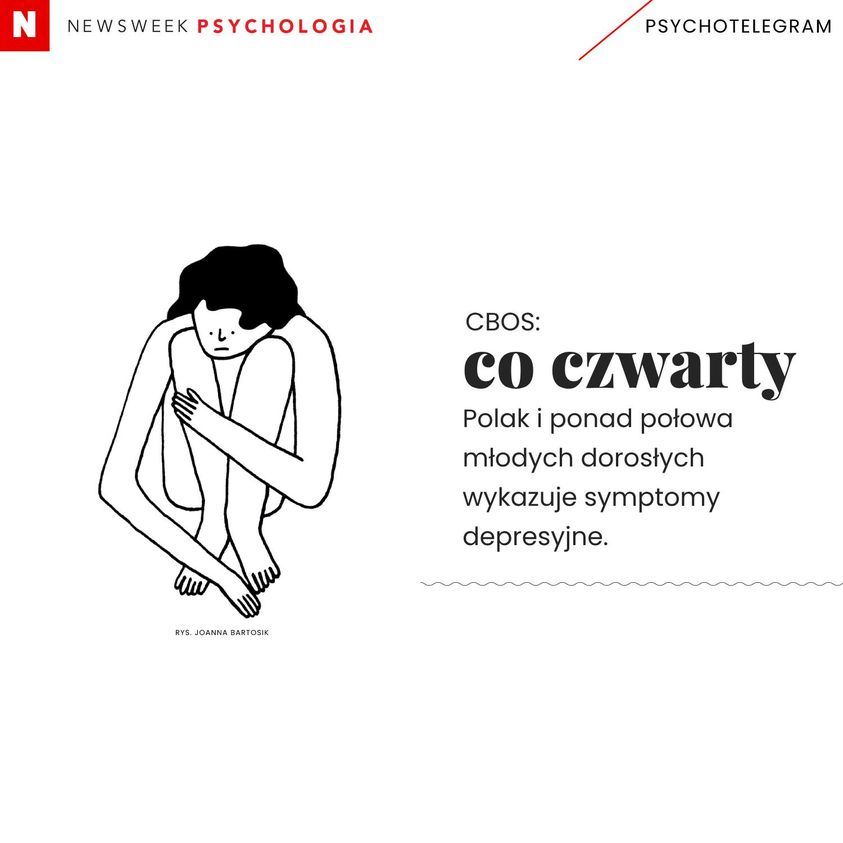 N NEWSWEEK PSYCHOLOGIA
PSYCHOTELEGRAM
CBOS:
co czwarty
Polak i ponad połowa
młodych dorosłych
wykazuje symptomy
depresyjne.
RYS. JOANNA BARTOSIK